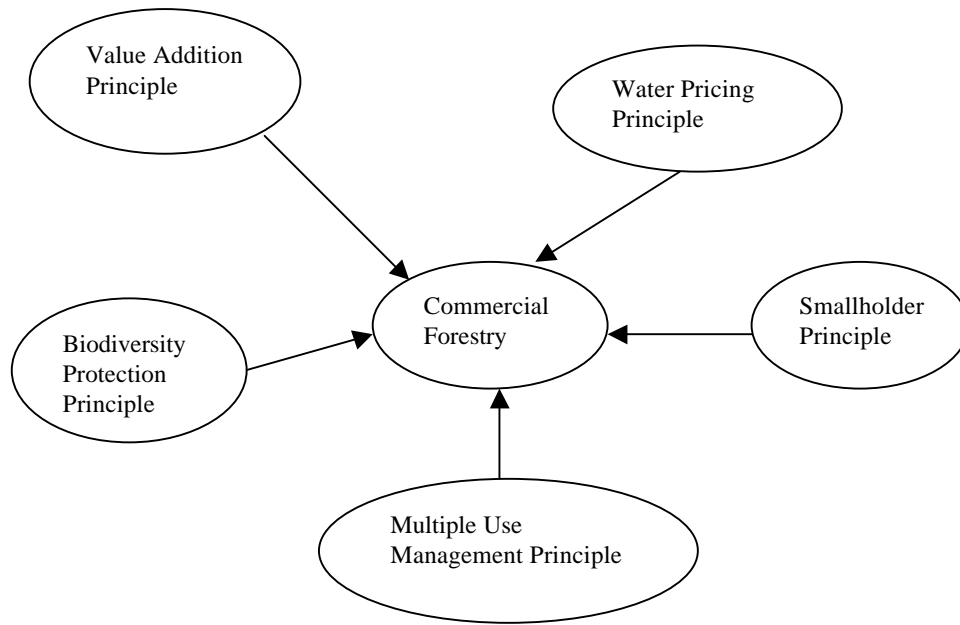 Value Addition
Principle
Water Pricing
Principle
Commercial
Forestry
Smallholder
Principle
Biodiversity
Protection
Principle
Multiple Use
Management Principle